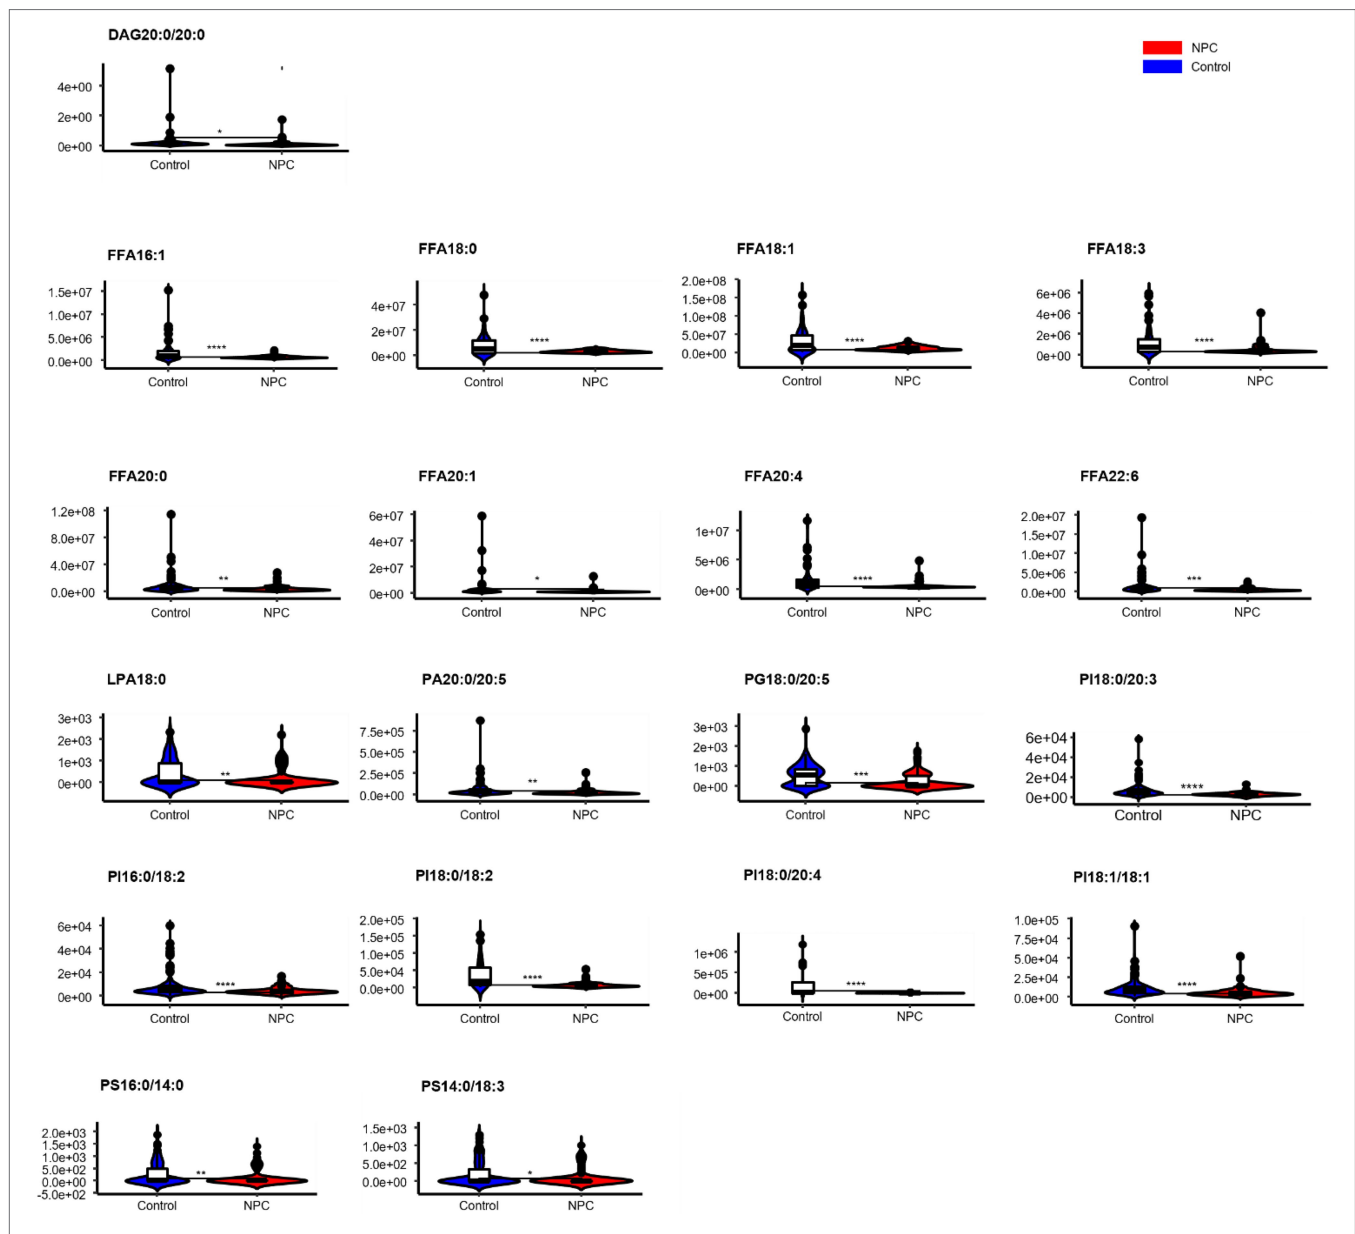 DAG20:0/20:0
NPC
Control
4e+00
2e+00
0e+00
*
Control NPC
FFA16:1
1.5e+07
1.0e+07
5.0e+06
0.0e+00
****
Control NPC
FFA18:0
4e+07
2e+07
0e+00
****
Control NPC
FFA18:1
2.0e+08
1.5e+08
1.0e+08
5.0e+07
0.0e+00
****
Control NPC
FFA18:3
6e+06
4e+06
2e+06
0e+00
****
Control NPC
FFA20:0
1.2e+08
8.0e+07
4.0e+07
0.0e+00
**
Control NPC
FFA20:1
6e+07
4e+07
2e+07
0e+00
*
Control NPC
FFA20:4
1e+07
5e+06
0e+00
****
Control NPC
FFA22:6
2.0e+07
1.5e+07
1.0e+07
5.0e+06
0.0e+00
***
Control NPC
LPA18:0
3e+03
2e+03
1e+03
0e+00
**
Control NPC
PA20:0/20:5
7.5e+05
5.0e+05
2.5e+05
0.0e+00
**
Control NPC
PG18:0/20:5
3e+03
2e+03
1e+03
0e+00
***
Control NPC
PI18:0/20:3
6e+04
4e+04
2e+04
0e+00
****
Control NPC
PI16:0/18:2
6e+04
4e+04
2e+04
0e+00
****
Control NPC
PI18:0/18:2
2.0e+05
1.5e+05
1.0e+05
5.0e+04
0.0e+00
****
Control NPC
PI18:0/20:4
1e+06
5e+05
0e+00
****
Control NPC
PI18:1/18:1
1.0e+05
7.5e+04
5.0e+04
2.5e+04
0.0e+00
****
Control NPC
PS16:0/14:0
2.0e+03
1.5e+03
1.0e+03
5.0e+02
0.0e+00
-5.0e+02
**
Control NPC
PS14:0/18:3
1.5e+03
1.0e+03
5.0e+02
0.0e+00
*
Control NPC